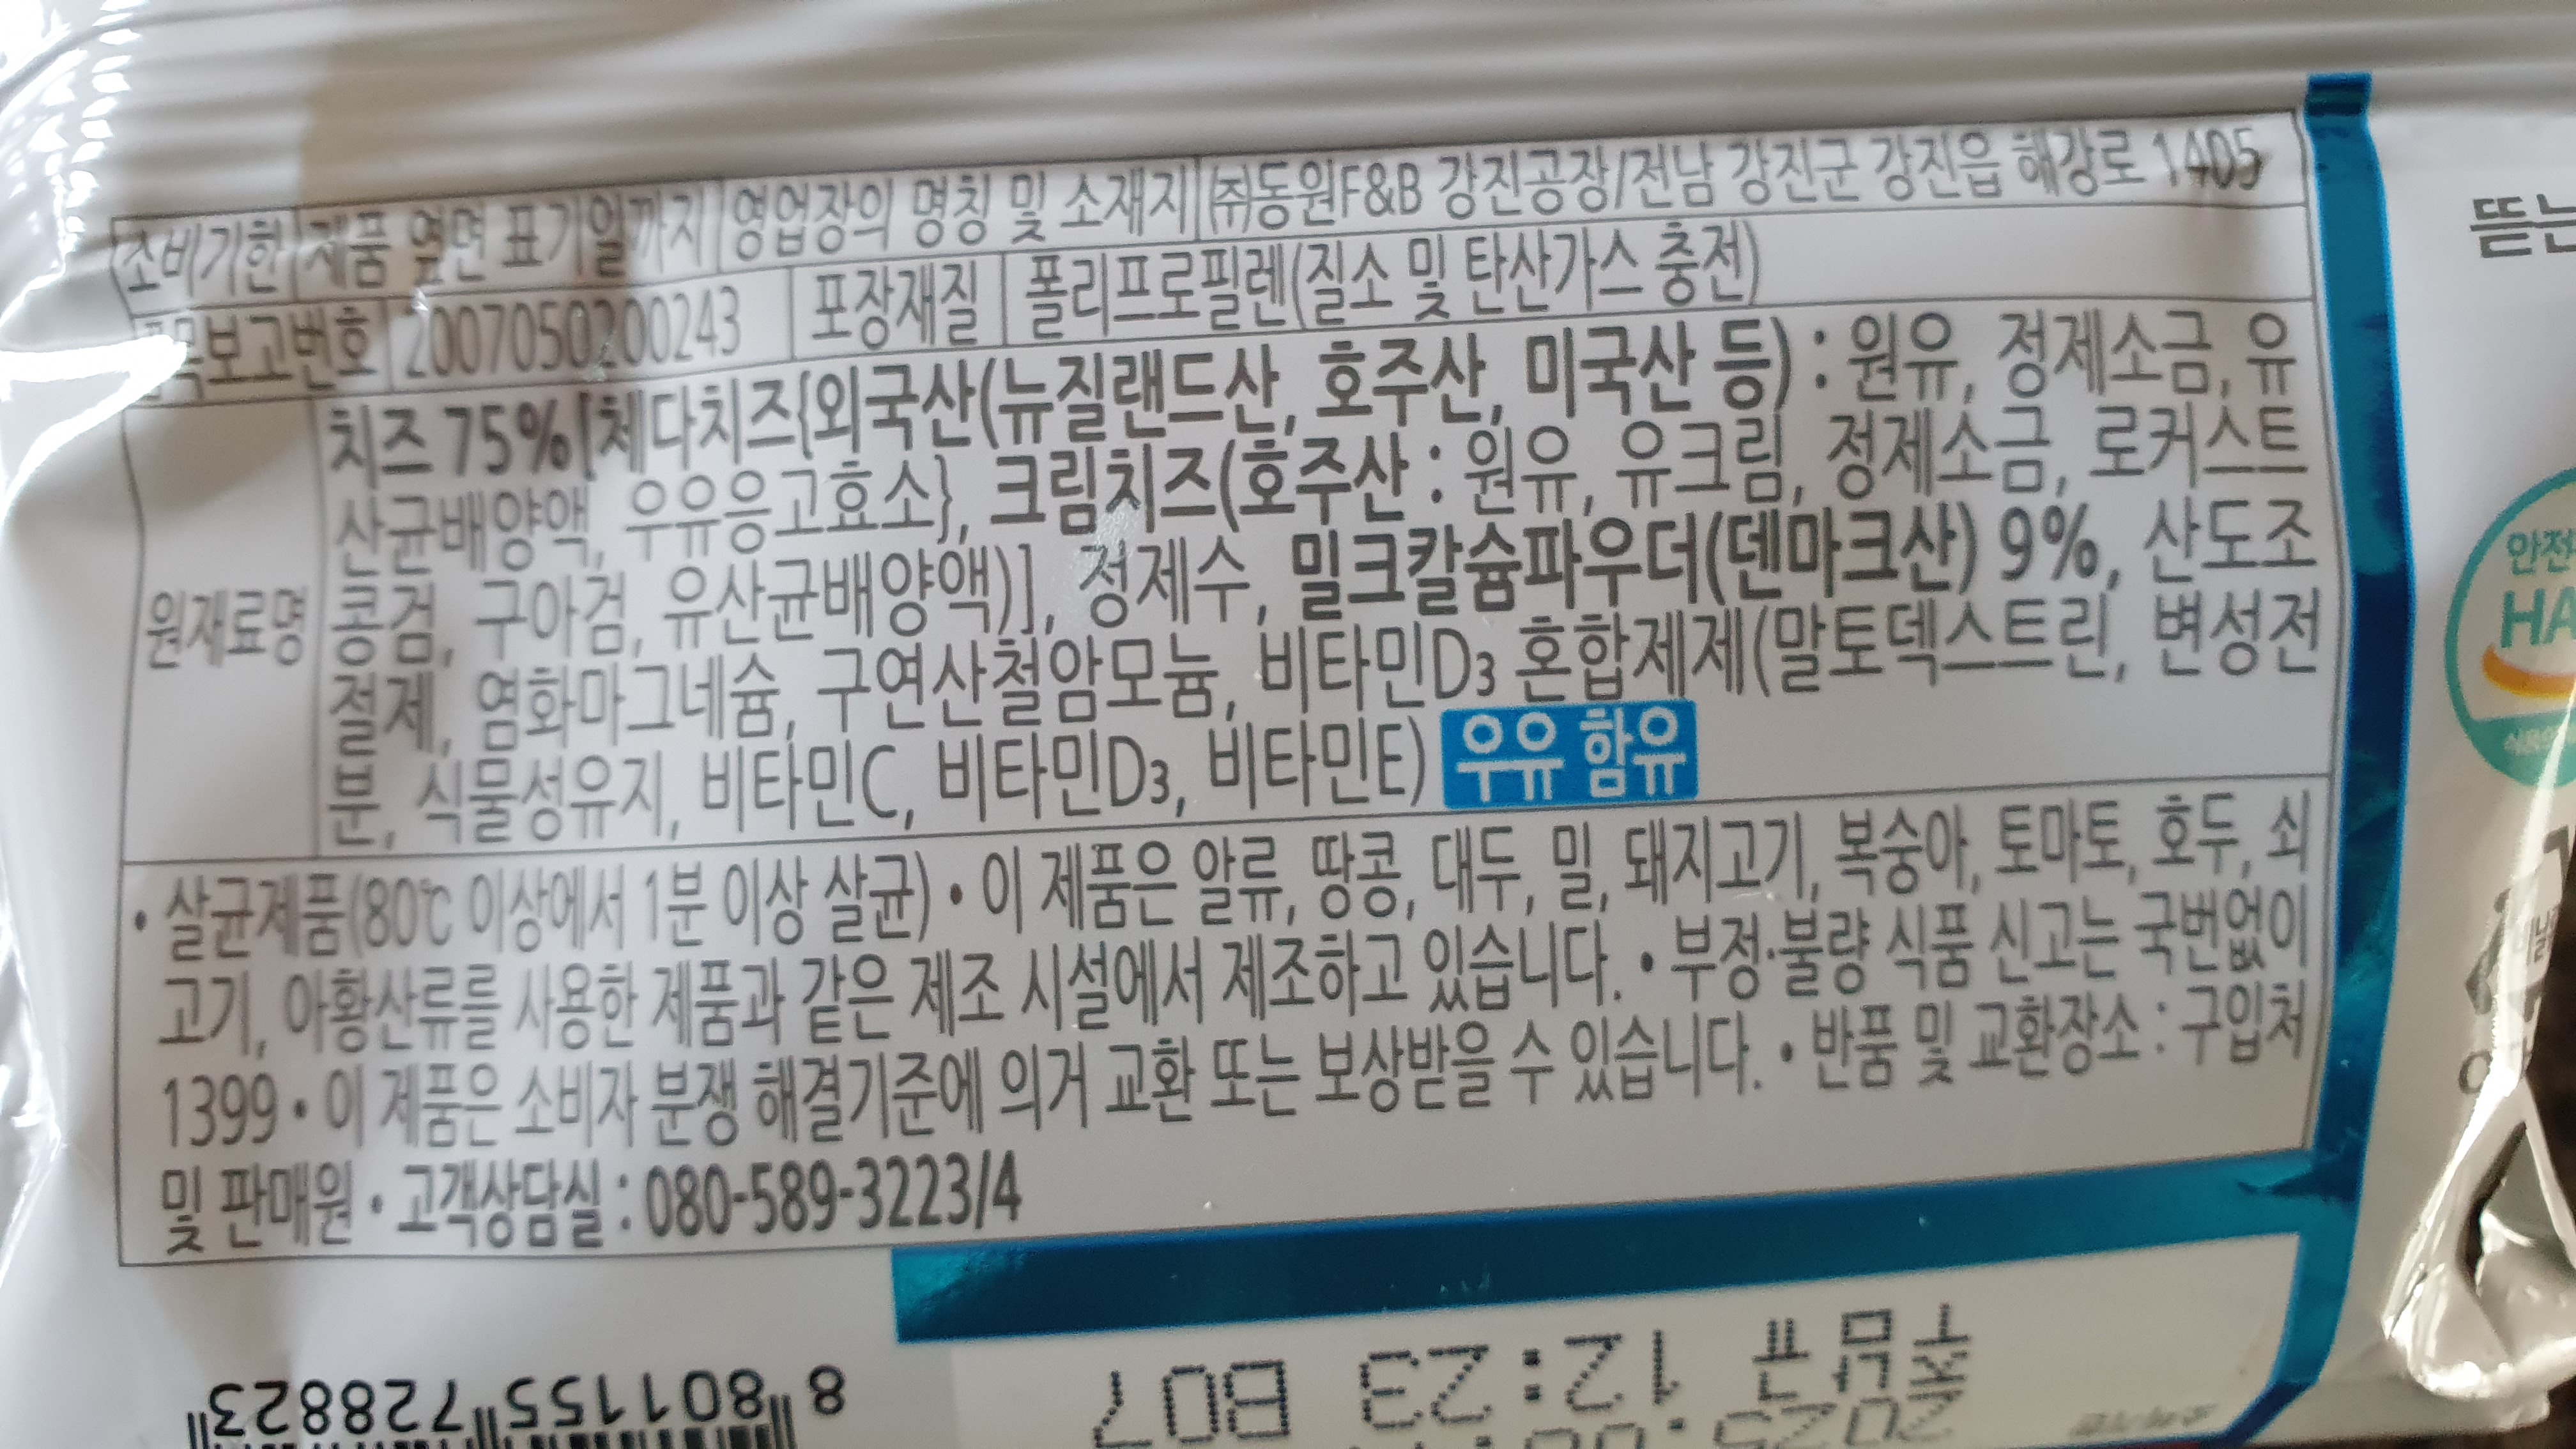 소비기한 제품 옆면 표기일까지 영업장의 명칭 및 소재지 ㈜동원F&B 강진공장/전남 강진군 강진읍 해강로 1405
품목보고번호 2007050200243 포장재질 폴리프로필렌(질소 및 탄산가스 충전)
원재료명
치즈 75%[체다치즈{외국산(뉴질랜드산, 호주산, 미국산 등) : 원유, 정제소금, 유
산균배양액, 우유응고효소}, 크림치즈(호주산 : 원유, 유크림, 정제소금, 로커스트
콩검, 구아검, 유산균배양액)], 정제수, 밀크칼슘파우더(덴마크산) 9%, 산도조
절제, 염화마그네슘, 구연산철암모늄, 비타민D₃ 혼합제제(말토덱스트린, 변성전
분, 식물성유지, 비타민C, 비타민D₃, 비타민E) 우유 함유
• 살균제품(80℃ 이상에서 1분 이상 살균) • 이 제품은 알류, 땅콩, 대두, 밀, 돼지고기, 복숭아, 토마토, 호두, 쇠
고기, 아황산류를 사용한 제품과 같은 제조 시설에서 제조하고 있습니다. • 부정·불량 식품 신고는 국번없이
1399 • 이 제품은 소비자 분쟁 해결기준에 의거 교환 또는 보상받을 수 있습니다. • 반품 및 교환장소 : 구입처
및 판매원 • 고객상담실 : 080-589-3223/4
뜯는
안전
HA
8 801155 728823
12:23 B07